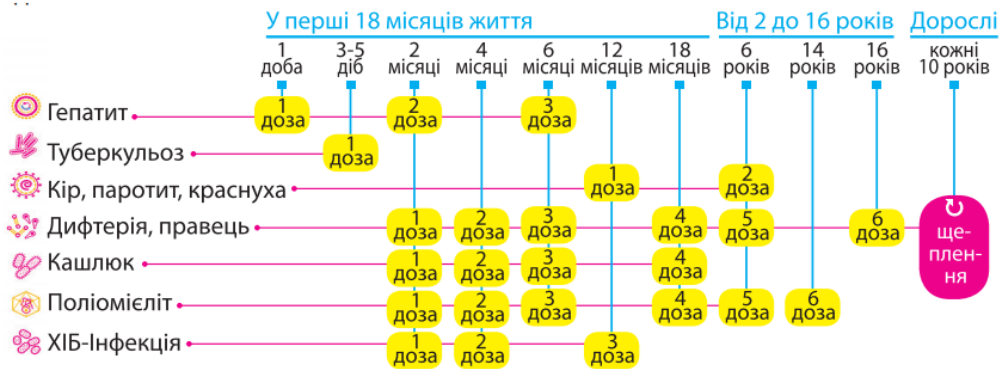 У перші 18 місяців життя Від 2 до 16 років Дорослі
1 3-5 2 4 6 12 18 6 14 16 кожні
доба діб місяці місяці місяці місяців місяців років років років 10 років
1 2 3
Гепатит доза доза доза
1
Туберкульоз доза
1 2
Кір, паротит, краснуха доза доза
1 2 3 4 5 6
Дифтерія, правець доза доза доза доза доза доза
ще-
плен-
ня
1 2 3 4
Кашлюк доза доза доза доза
1 2 3 4 5 6
Поліомієліт доза доза доза доза доза доза
1 2 3
ХІБ-Інфекція доза доза доза